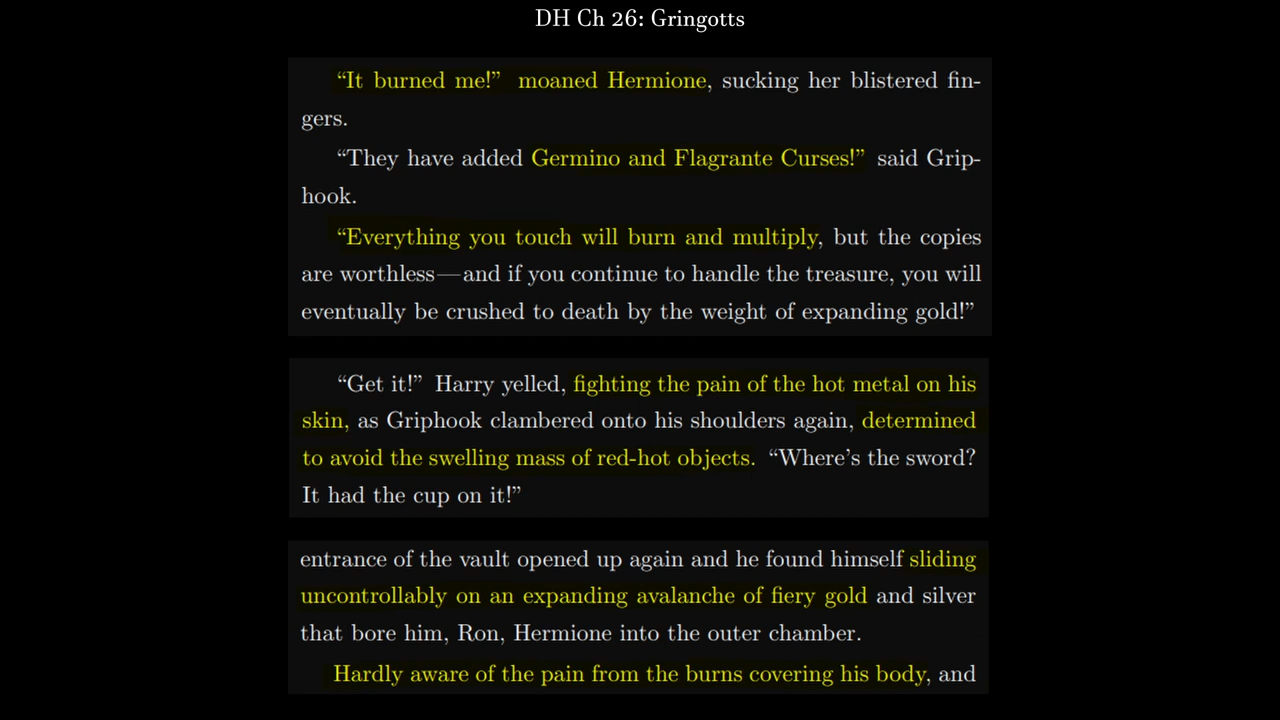 DH Ch 26: Gringotts
“It burned me!” moaned Hermione, sucking her blistered fin-
gers.
“They have added Germino and Flagrante Curses!” said Grip-
hook.
“Everything you touch will burn and multiply, but the copies
are worthless—and if you continue to handle the treasure, you will
eventually be crushed to death by the weight of expanding gold!”
“Get it!” Harry yelled, fighting the pain of the hot metal on his
skin, as Griphook clambered onto his shoulders again, determined
to avoid the swelling mass of red-hot objects. “Where’s the sword?
It had the cup on it!”
entrance of the vault opened up again and he found himself sliding
uncontrollably on an expanding avalanche of fiery gold and silver
that bore him, Ron, Hermione into the outer chamber.
Hardly aware of the pain from the burns covering his body, and